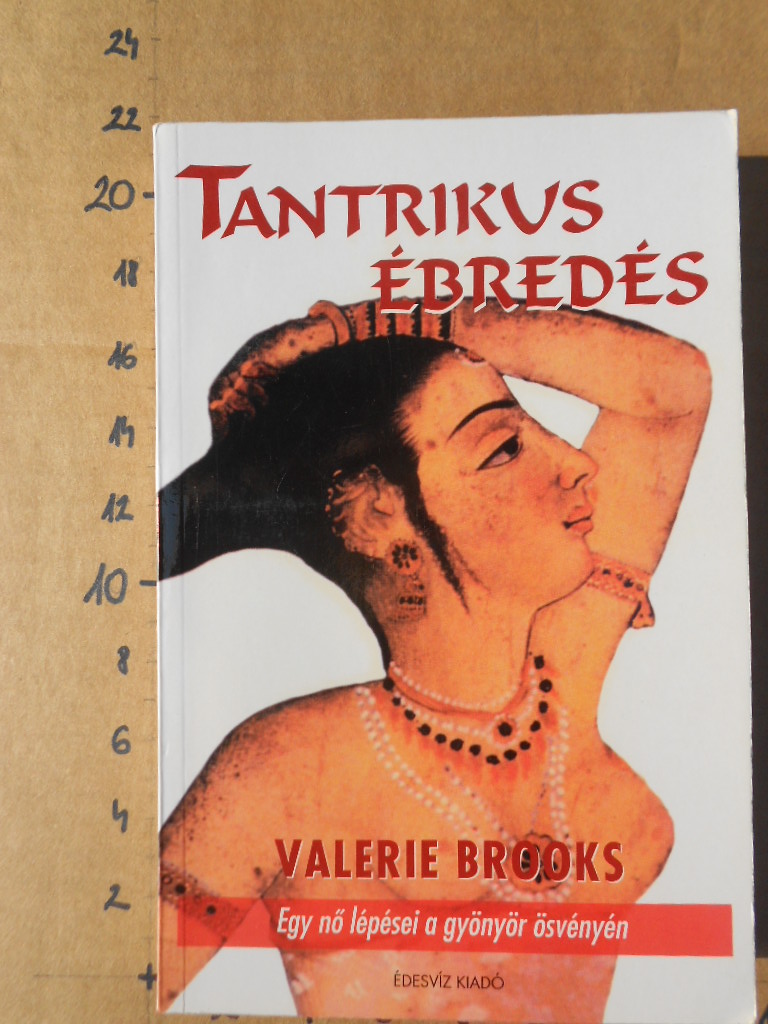 24
22
20
18
16
14
12
10
8
6
4
2
TANTRIKUS
ÉBREDÉS
VALERIE BROOKS
Egy nő lépései a gyönyör ösvényén
ÉDESVÍZ KIADÓ